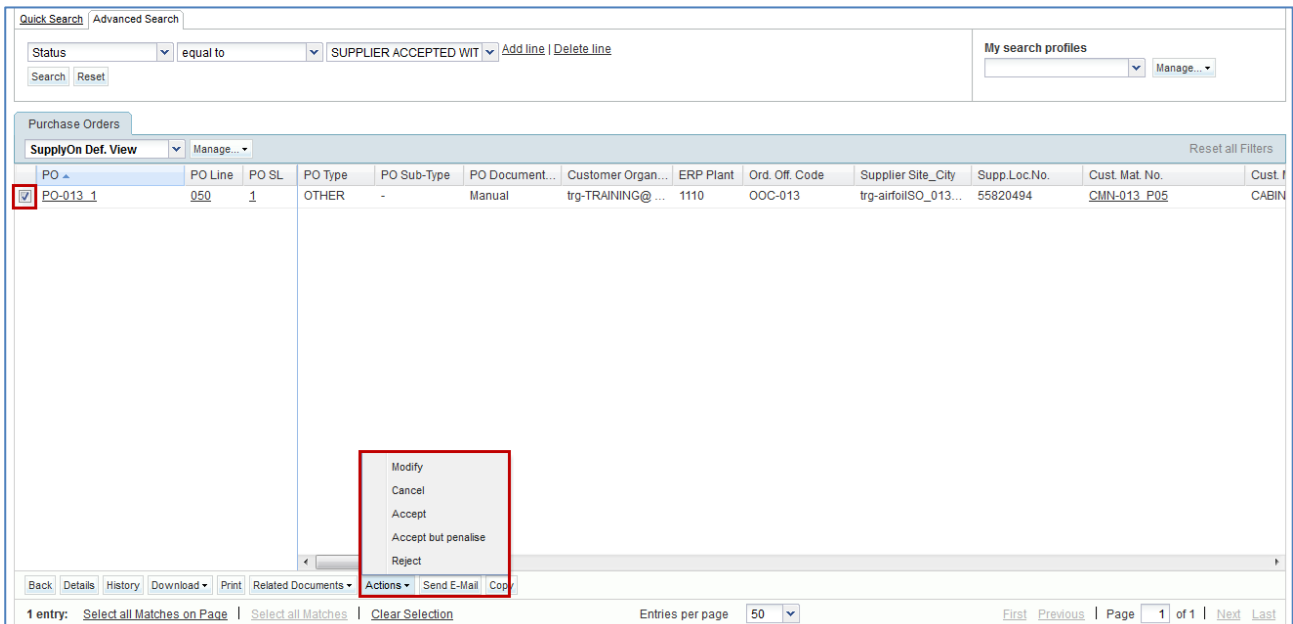 Quick Search Advanced Search
Status equal to SUPPLIER ACCEPTED WIT Add line | Delete line
Search Reset
My search profiles
Manage...
Purchase Orders
SupplyOn Def. View Manage... Reset all Filters
PO PO Line PO SL PO Type PO Sub-Type PO Document... Customer Organ... ERP Plant Ord. Off. Code Supplier Site_City Supp.Loc.No. Cust. Mat. No. Cust.
PO-013_1 050 1 OTHER - Manual trg-TRAINING@ ... 1110 OOC-013 trg-airfoilSO_013... 55820494 CMN-013_P05 CABIN
Modify
Cancel
Accept
Accept but penalise
Reject
Back Details History Download Print Related Documents Actions Send E-Mail Copy
1 entry: Select all Matches on Page | Select all Matches | Clear Selection Entries per page 50 First Previous | Page 1 of 1 | Next Last